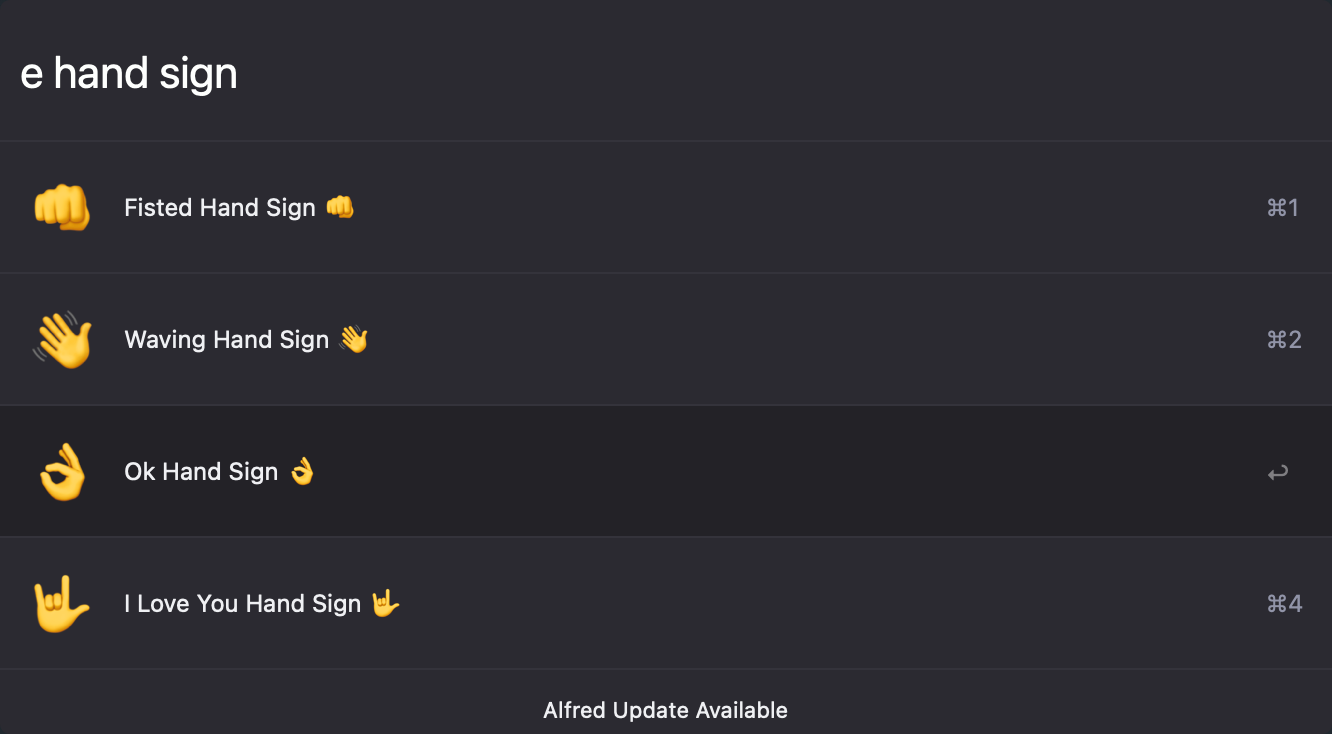 e hand sign
Fisted Hand Sign 👊 ⌘1
Waving Hand Sign 👋 ⌘2
Ok Hand Sign 👌 ↩
I Love You Hand Sign 🤟 ⌘4
Alfred Update Available